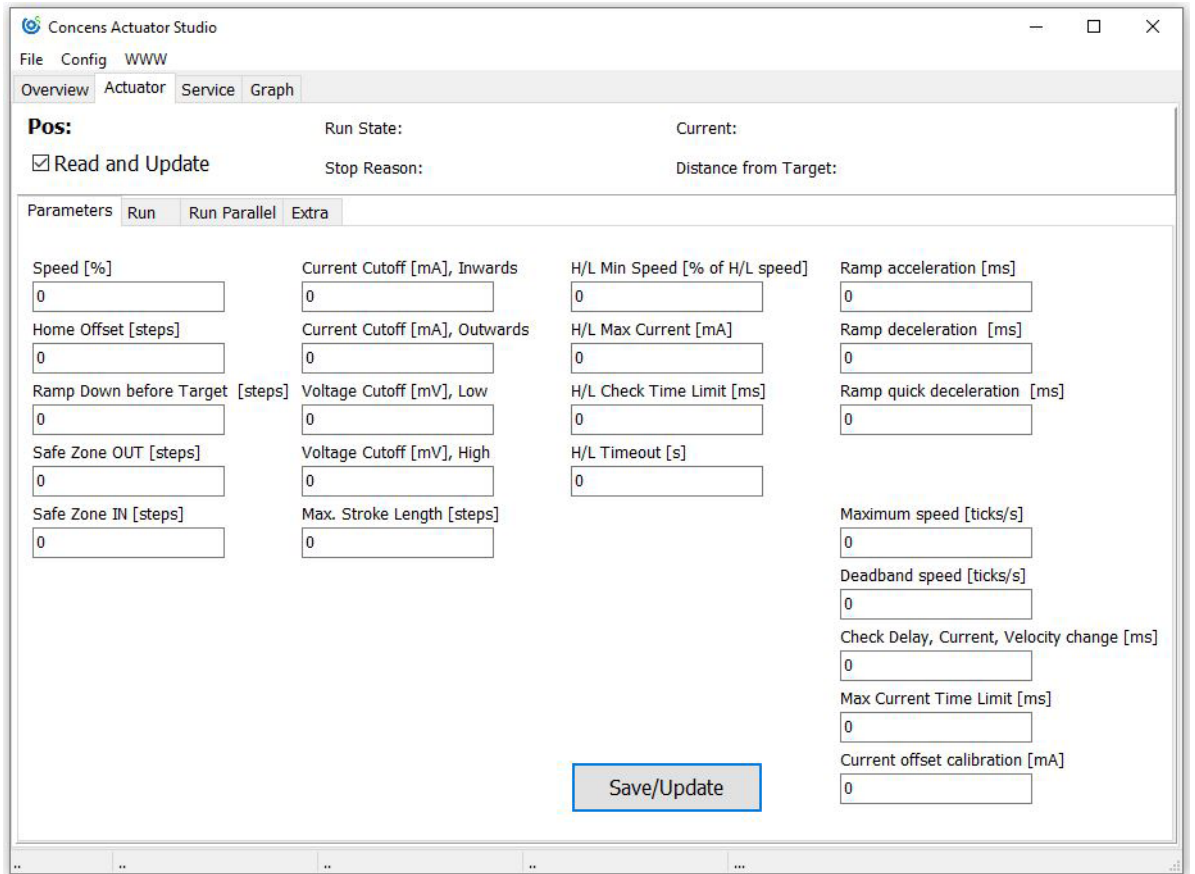 Concens Actuator Studio
File Config WWW
Overview Actuator Service Graph
Pos: Run State: Current:
Read and Update Stop Reason: Distance from Target:
Parameters Run Run Parallel Extra
Speed [%] Current Cutoff [mA], Inwards H/L Min Speed [% of H/L speed] Ramp acceleration [ms]
0 0 0 0
Home Offset [steps] Current Cutoff [mA], Outwards H/L Max Current [mA] Ramp deceleration [ms]
0 0 0 0
Ramp Down before Target [steps] Voltage Cutoff [mV], Low H/L Check Time Limit [ms] Ramp quick deceleration [ms]
0 0 0 0
Safe Zone OUT [steps] Voltage Cutoff [mV], High H/L Timeout [s]
0 0 0
Safe Zone IN [steps] Max. Stroke Length [steps] Maximum speed [ticks/s]
0 0 0
Deadband speed [ticks/s]
0
Check Delay, Current, Velocity change [ms]
0
Max Current Time Limit [ms]
0
Current offset calibration [mA]
Save/Update 0
.. .. .. .. ...